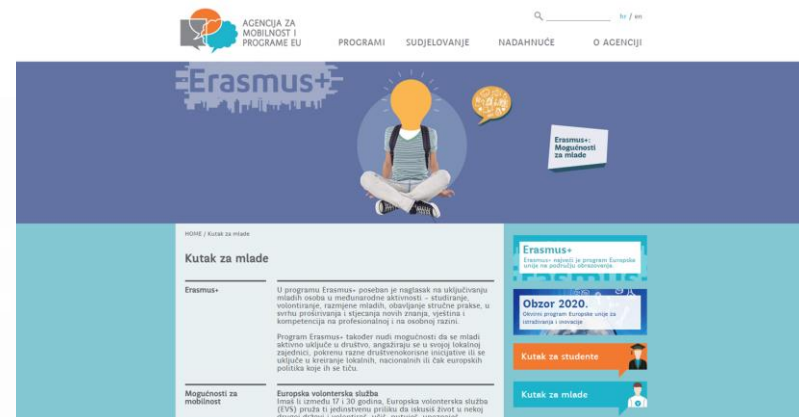 AGENCIJA ZA
MOBILNOST I
PROGRAME EU
hr / en
PROGRAMI SUDJELOVANJE NADAHNUĆE O AGENCIJI
Erasmus+
Erasmus+:
Mogućnosti
za mlade
HOME / Kutak za mlade
Kutak za mlade
Erasmus+
U programu Erasmus+ poseban je naglasak na uključivanju
mladih osoba u međunarodne aktivnosti - studiranje,
volontiranje, razmjene mladih, obavljanje stručne prakse, u
svrhu proširivanja i stjecanja novih znanja, vještina i
kompetencija na profesionalnoj i na osobnoj razini.
Program Erasmus+ također nudi mogućnosti da se mladi
aktivno uključe u društvo, angažiraju se u svojoj lokalnoj
zajednici, pokrenu razne društvenokorisne inicijative ili se
uključe u kreiranje lokalnih, nacionalnih ili čak europskih
politika koje ih se tiču.
Mogućnosti za
mobilnost
Europska volonterska služba
Imaš li između 17 i 30 godina, Europska volonterska služba
(EVS) pruža ti jedinstvenu priliku da iskusiš život u nekoj
drugoj državi i volontiraš, učiš, putuješ, upoznaješ
Erasmus+
Erasmus+ najveći je program Europske
unije na području obrazovanja.
Obzor 2020.
Okvirni program Europske unije za
istraživanja i inovacije
Kutak za studente
Kutak za mlade